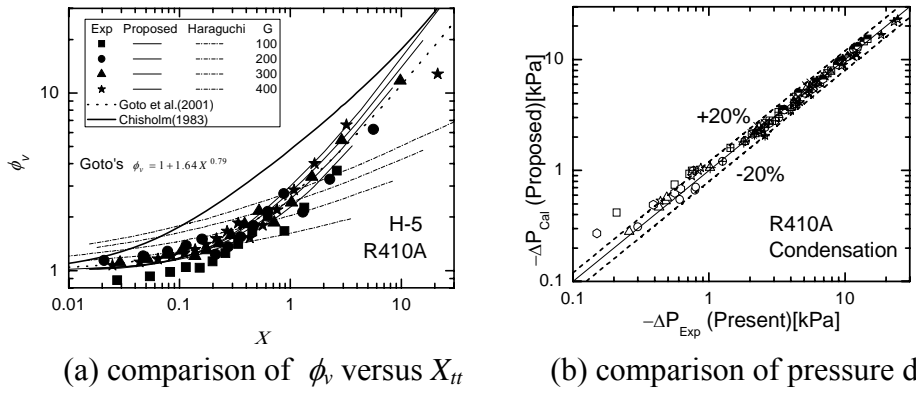 (a)
Exp Proposed Haraguchi G
100
200
300
400
Goto et al.(2001)
Chisholm(1983)
Goto's ϕv = 1 + 1.64 X 0.79
H-5
R410A
10
1
ϕv
0.01 0.1 1 10
X
(a) comparison of ϕv versus Xtt
(b)
+20%
-20%
R410A
Condensation
10
1
0.1
-ΔPCal (Proposed)[kPa]
0.1 1 10
-ΔPExp (Present)[kPa]
(b) comparison of pressure d